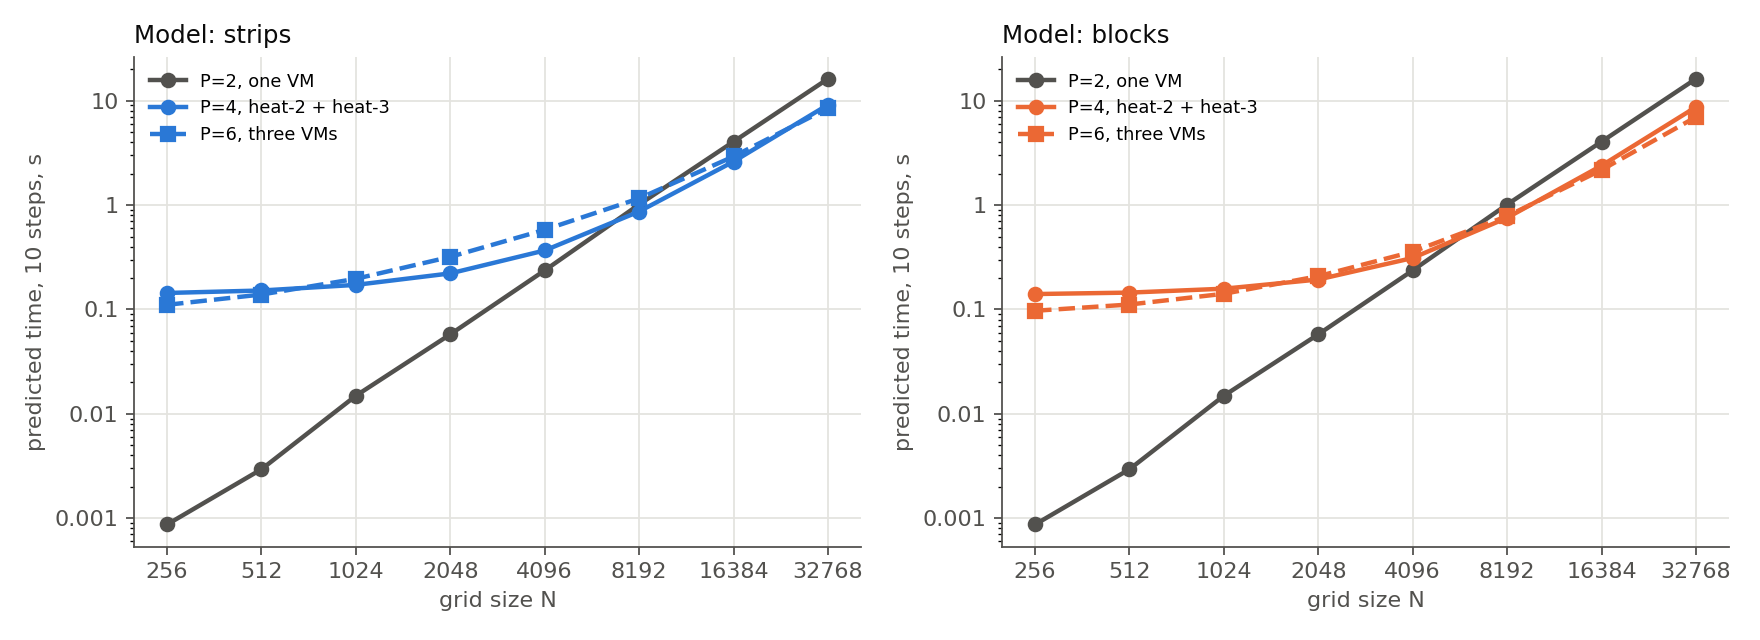 Model: strips
P=2, one VM
P=4, heat-2 + heat-3
P=6, three VMs
predicted time, 10 steps, s
10
1
0.1
0.01
0.001
256 512 1024 2048 4096 8192 16384 32768
grid size N
Model: blocks
P=2, one VM
P=4, heat-2 + heat-3
P=6, three VMs
predicted time, 10 steps, s
10
1
0.1
0.01
0.001
256 512 1024 2048 4096 8192 16384 32768
grid size N